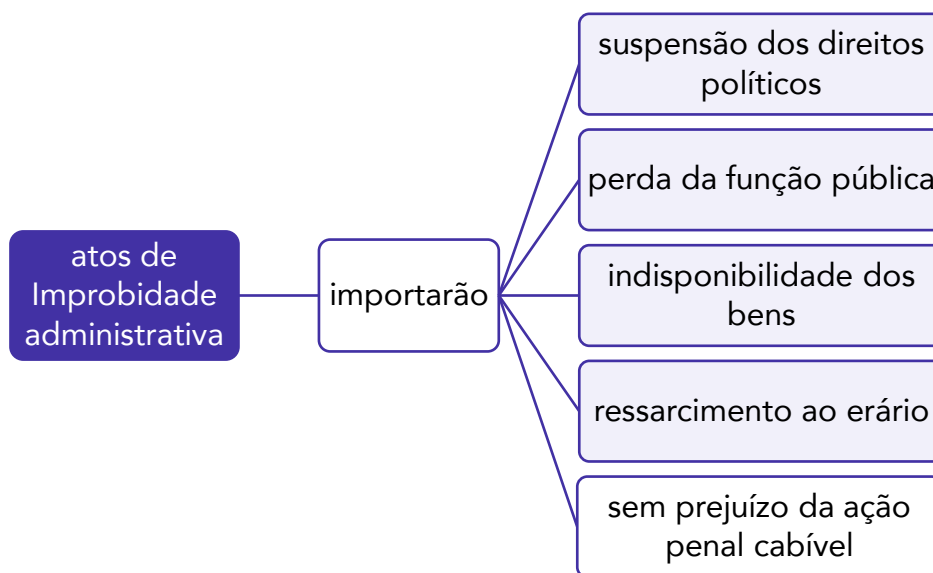 atos de
Improbidade
administrativa
importarão
suspensão dos direitos
políticos
perda da função pública
indisponibilidade dos
bens
ressarcimento ao erário
sem prejuízo da ação
penal cabível